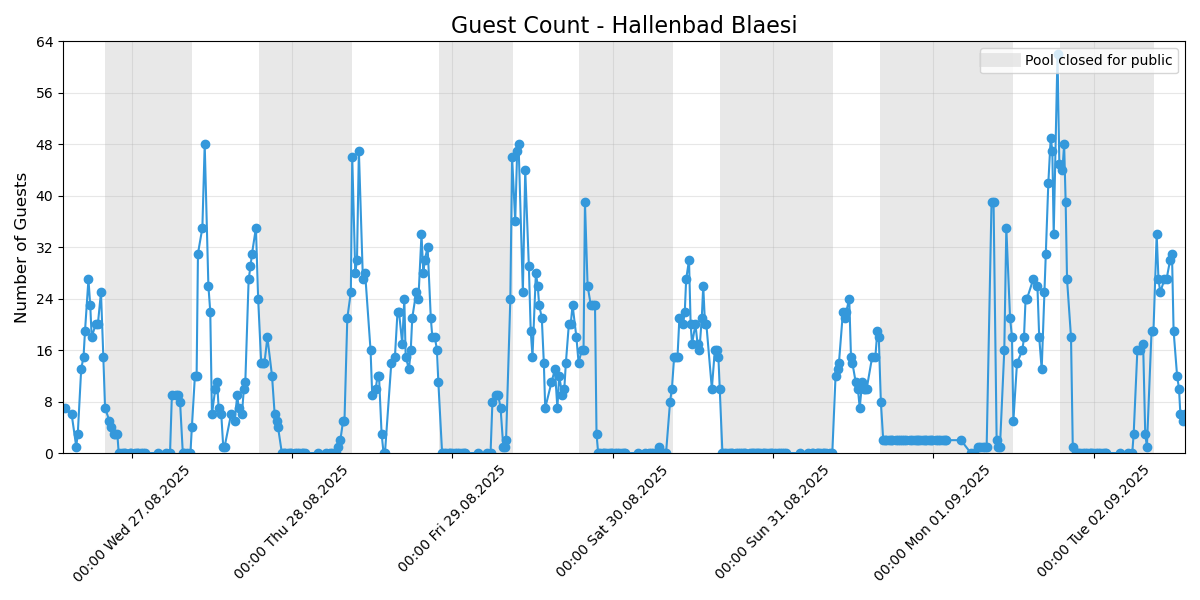 Guest Count - Hallenbad Blaesi
Pool closed for public
Number of Guests
64
56
48
40
32
24
16
8
0
00:00 Wed 27.08.2025
00:00 Thu 28.08.2025
00:00 Fri 29.08.2025
00:00 Sat 30.08.2025
00:00 Sun 31.08.2025
00:00 Mon 01.09.2025
00:00 Tue 02.09.2025